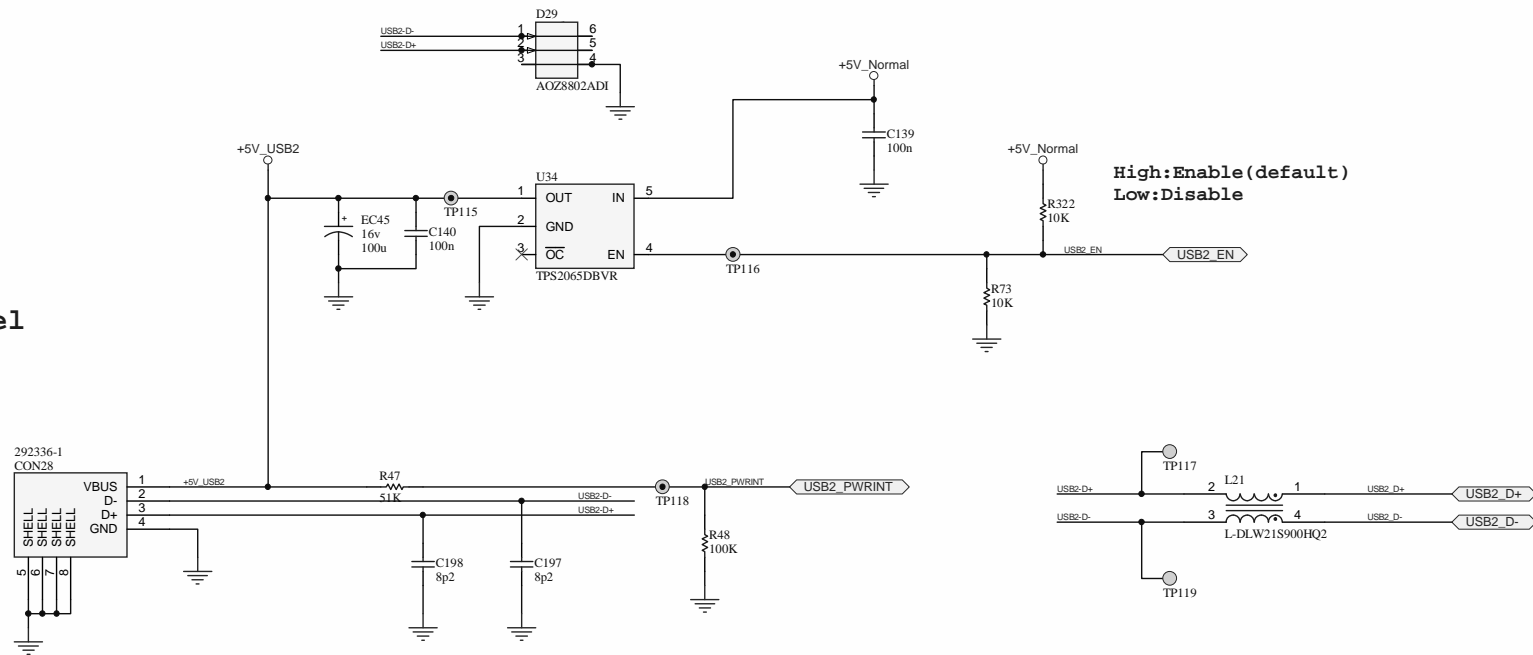 D29
USB2-D-
USB2-D+
1
2
3
6
5
4
AOZ8802ADI
+5V_Normal
C139
100n
+5V_USB2
+5V_Normal
High:Enable(default)
Low:Disable
U34
1 OUT IN 5
2 GND
3 OC EN 4
TPS2065DBVR
TP115
EC45
16v
100u
+
C140
100n
R322
10K
TP116
USB2_EN
USB2_EN
R73
10K
el
292336-1
CON28
VBUS 1
D- 2
D+ 3
GND 4
SHELL
SHELL
SHELL
SHELL
5
6
7
8
+5V_USB2
R47
51K
USB2-D-
USB2-D+
TP118
USB2_PWRINT
USB2_PWRINT
R48
100K
C198
8p2
C197
8p2
TP117
L21
USB2-D+
2
1
USB2_D+
USB2_D+
USB2-D-
3
4
USB2_D-
USB2_D-
L-DLW21S900HQ2
TP119